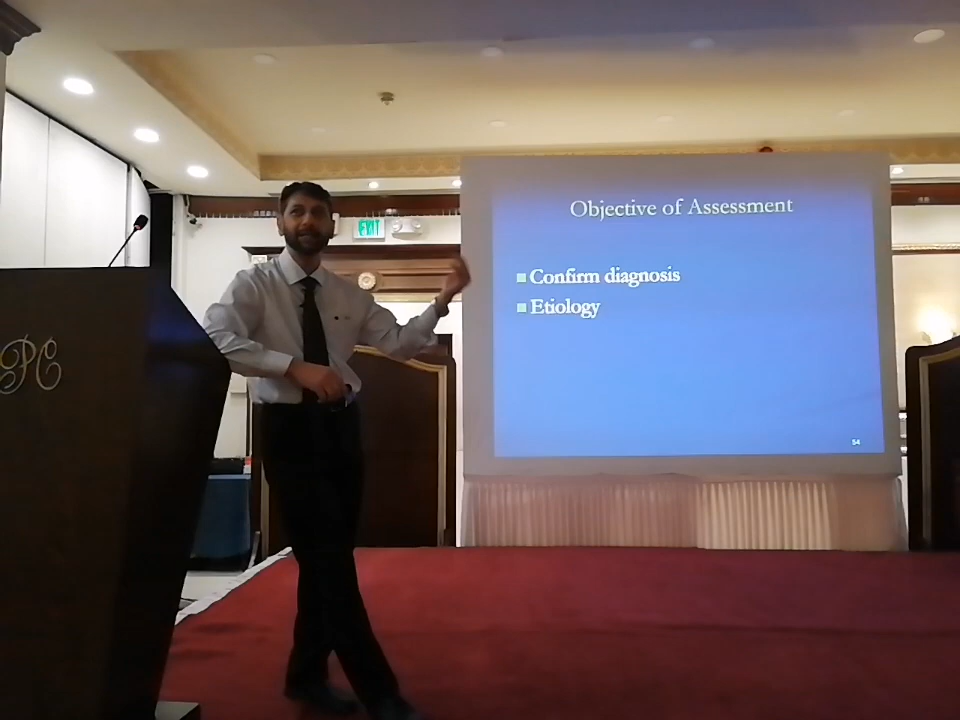 PC
EXIT
Objective of Assessment
Confirm diagnosis
Etiology
54